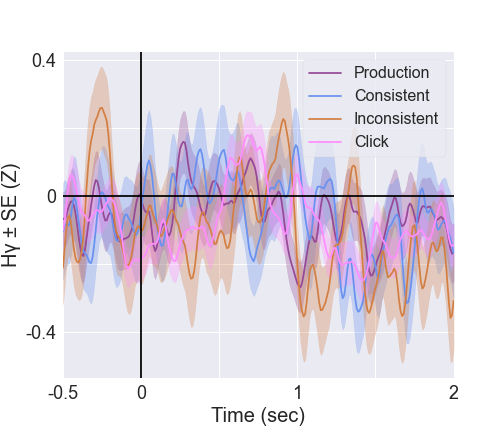 0.4
0
-0.4
Hγ ± SE (Z)
Production
Consistent
Inconsistent
Click
-0.5
0
1
2
Time (sec)